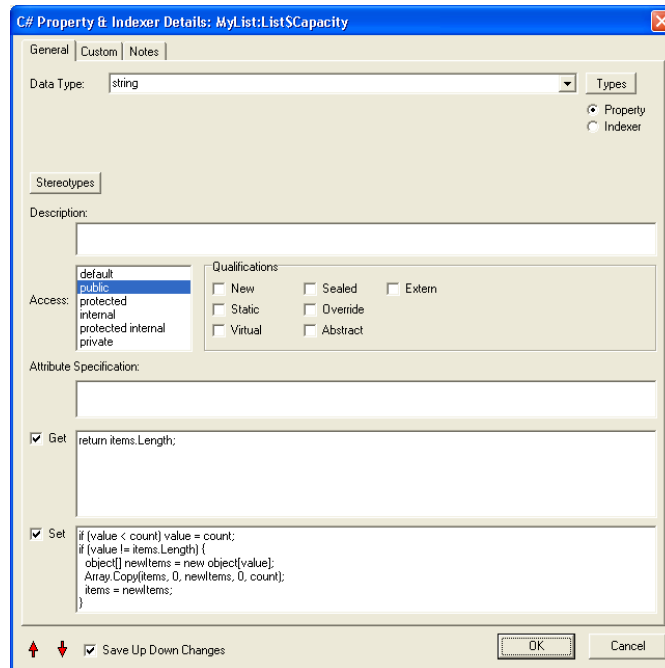 C# Property & Indexer Details: MyList:List$Capacity
General Custom Notes
Data Type: string Types
Property
Indexer
Stereotypes
Description:
Access:
default
public
protected
internal
protected internal
private
Qualifications
New Sealed Extern
Static Override
Virtual Abstract
Attribute Specification:
Get return items.Length;
Set if (value < count) value = count;
if (value != items.Length) {
object[] newItems = new object[value];
Array.Copy(items, 0, newItems, 0, count);
items = newItems;
}
Save Up Down Changes OK Cancel